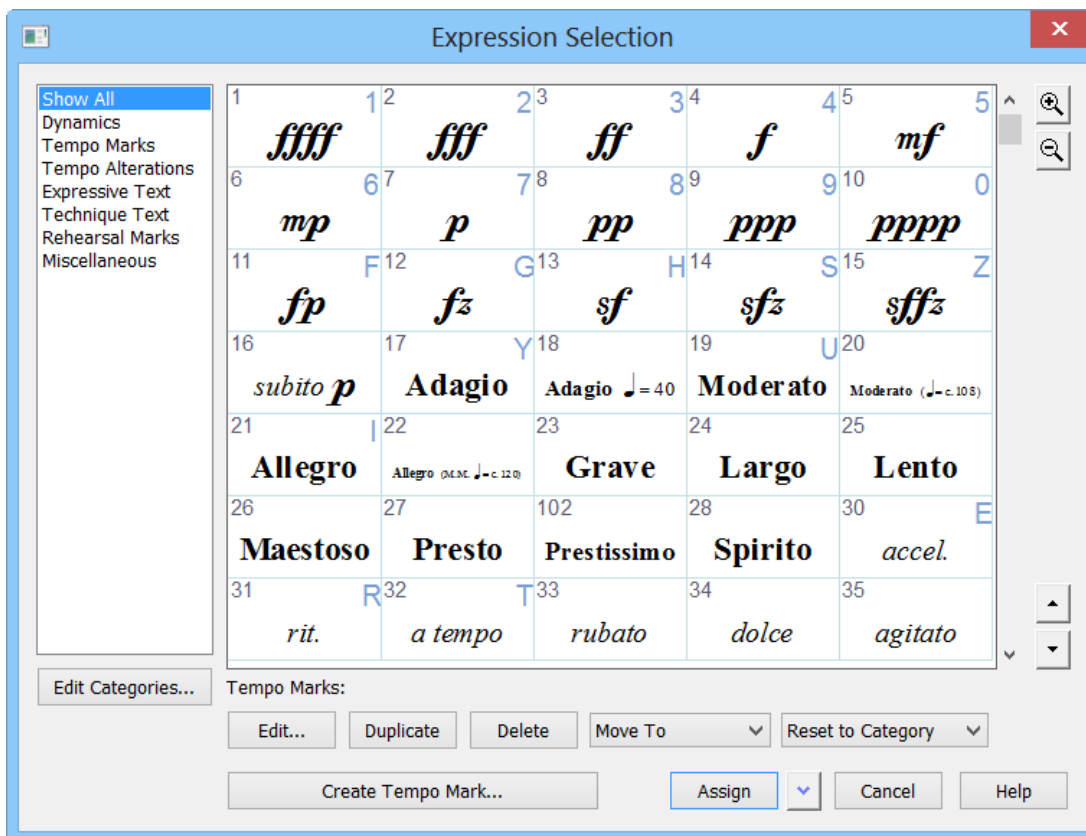 Expression Selection
Show All
Dynamics
Tempo Marks
Tempo Alterations
Expressive Text
Technique Text
Rehearsal Marks
Miscellaneous
1 1 2 2 3 3 4 4 5 5
ffff fff ff f mf
6 6 7 7 8 8 9 9 10 0
mp p pp ppp pppp
11 F 12 G 13 H 14 S 15 Z
fp fz sf sfz sffz
16 17 Y 18 19 U 20
subito p Adagio Adagio ♩=40 Moderato Moderato (♩=c. 108)
21 I 22 23 24 25
Allegro Allegro (M.M. ♩=c. 120) Grave Largo Lento
26 27 102 28 30 E
Maestoso Presto Prestissimo Spirito accel.
31 R 32 T 33 34 35
rit. a tempo rubato dolce agitato
Edit Categories...
Tempo Marks:
Edit... Duplicate Delete Move To Reset to Category
Create Tempo Mark... Assign Cancel Help